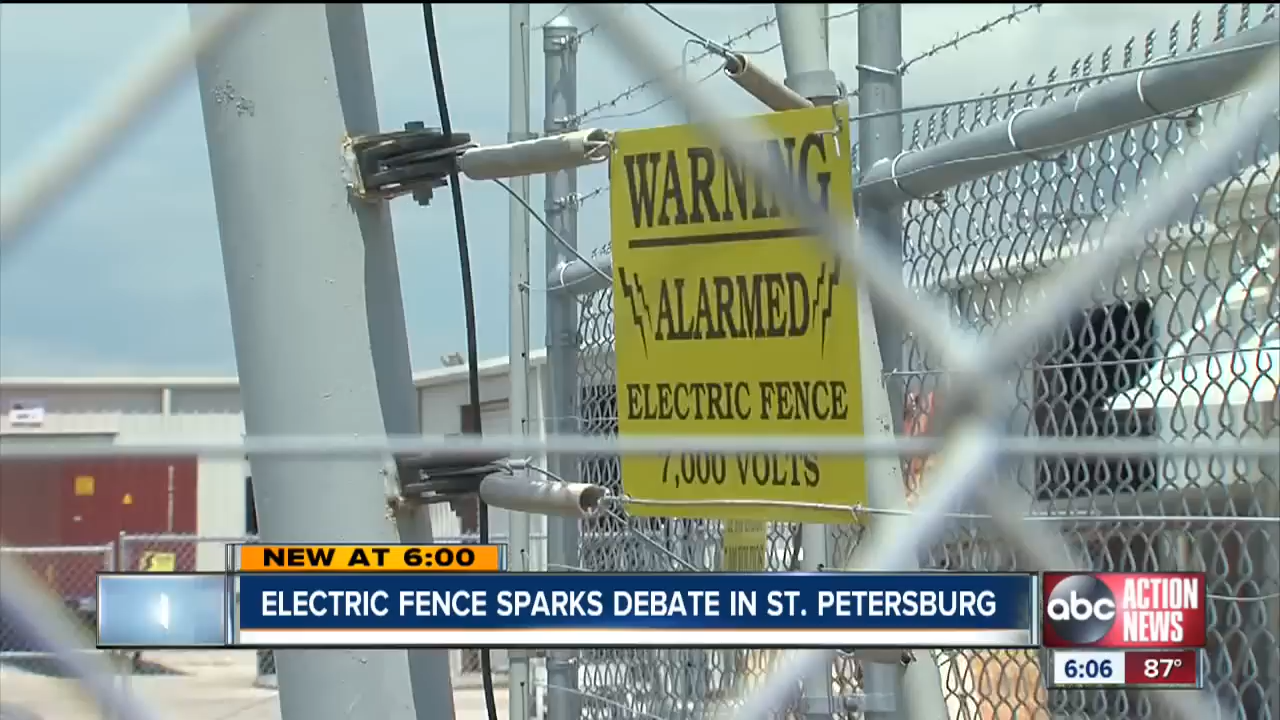 WARNING
ALARMED
ELECTRIC FENCE
7,000 VOLTS
NEW AT 6:00
ELECTRIC FENCE SPARKS DEBATE IN ST. PETERSBURG
abc ACTION NEWS
6:06 87°